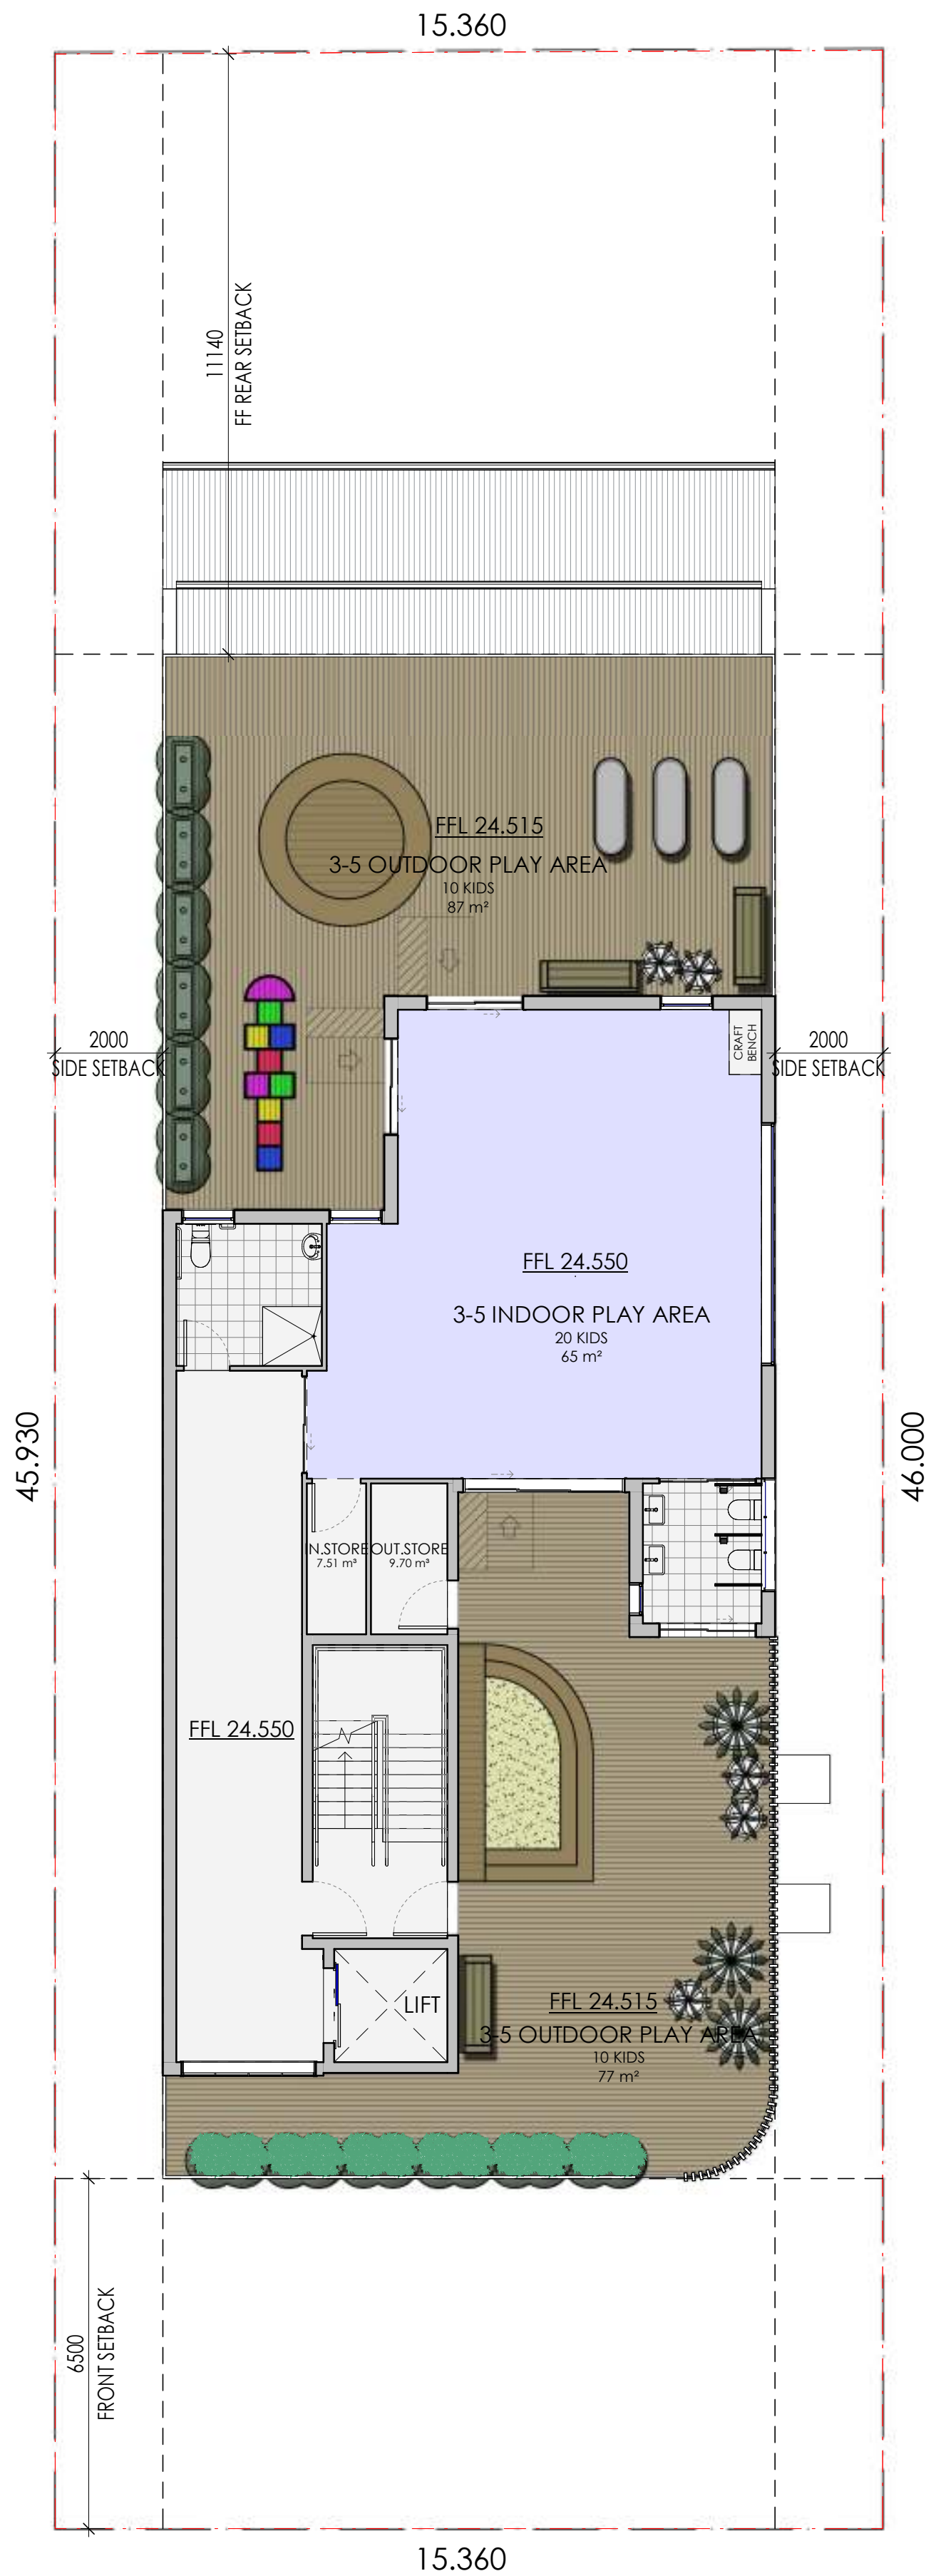 15.360
11140
FF REAR SETBACK
FFL 24.515
3-5 OUTDOOR PLAY AREA
10 KIDS
87 m²
CRAFT
BENCH
2000
SIDE SETBACK
2000
SIDE SETBACK
FFL 24.550
3-5 INDOOR PLAY AREA
20 KIDS
65 m²
45.930
46.000
IN.STORE
7.51 m³
OUT.STORE
9.70 m³
FFL 24.550
LIFT
FFL 24.515
3-5 OUTDOOR PLAY AREA
10 KIDS
77 m²
6500
FRONT SETBACK
15.360